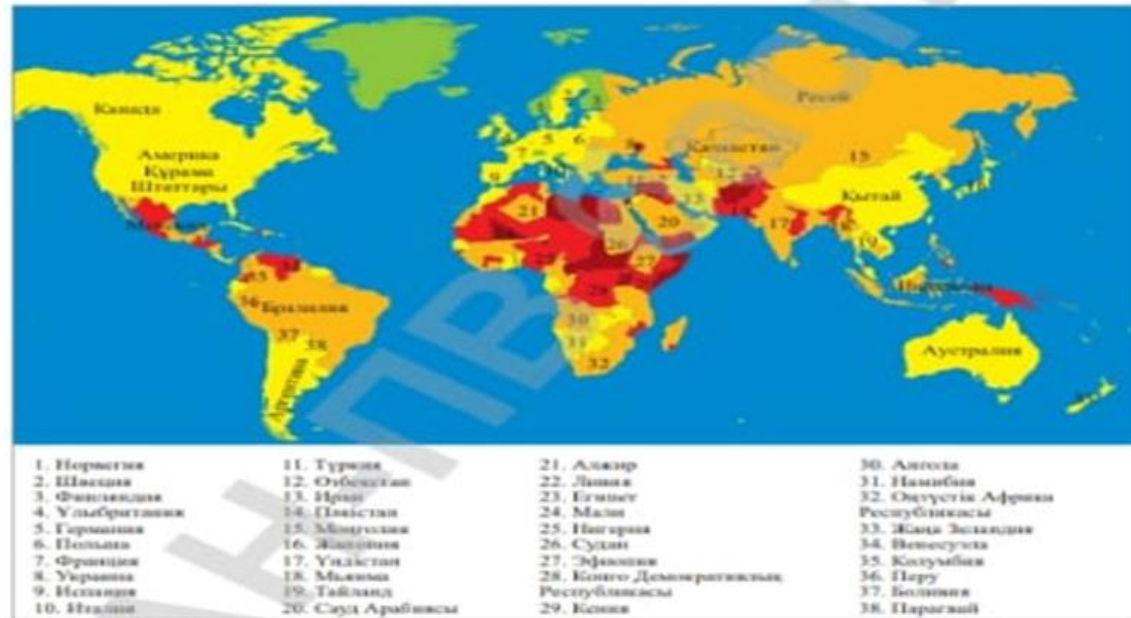 Канада
Америка
Құрама
Штаттары
Ресей
Қазақстан
Қытай
Бразилия
Аргентина
Аустралия
1. Норвегия
2. Швеция
3. Финляндия
4. Ұлыбритания
5. Германия
6. Польша
7. Франция
8. Украина
9. Испания
10. Италия
11. Түркия
12. Өзбекстан
13. Иран
14. Пәкістан
15. Моңғолия
16. Жапония
17. Үндістан
18. Мьянма
19. Тайланд
20. Сауд Арабиясы
21. Алжир
22. Ливия
23. Египет
24. Мали
25. Нигерия
26. Судан
27. Эфиопия
28. Конго Демократиялық
Республикасы
29. Кения
30. Ангола
31. Намибия
32. Оңтүстік Африка
Республикасы
33. Жаңа Зеландия
34. Венесуэла
35. Колумбия
36. Перу
37. Боливия
38. Парагвай